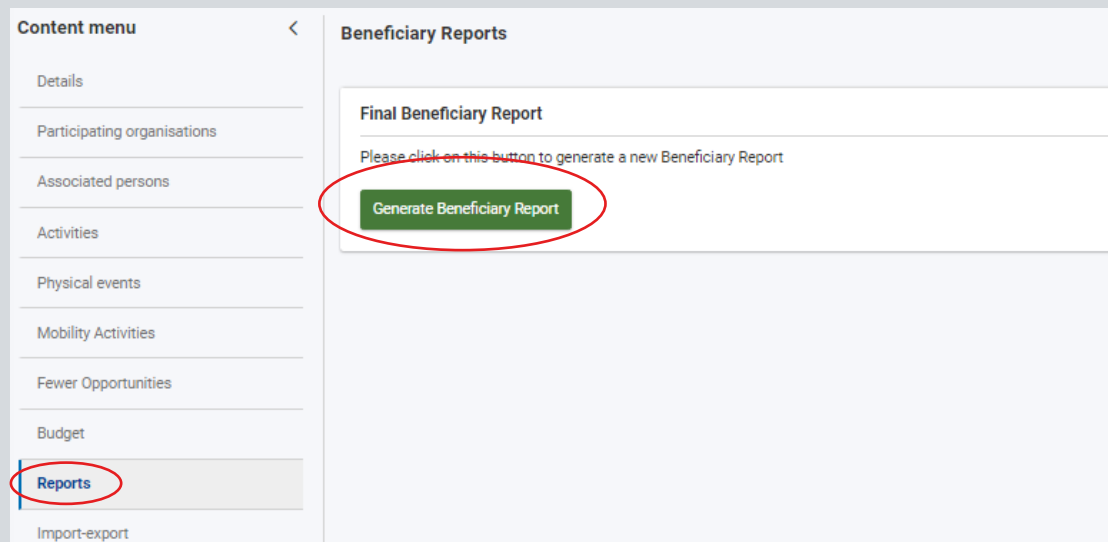 Content menu
Details
Participating organisations
Associated persons
Activities
Physical events
Mobility Activities
Fewer Opportunities
Budget
Reports
Import-export
Beneficiary Reports
Final Beneficiary Report
Please click on this button to generate a new Beneficiary Report
Generate Beneficiary Report